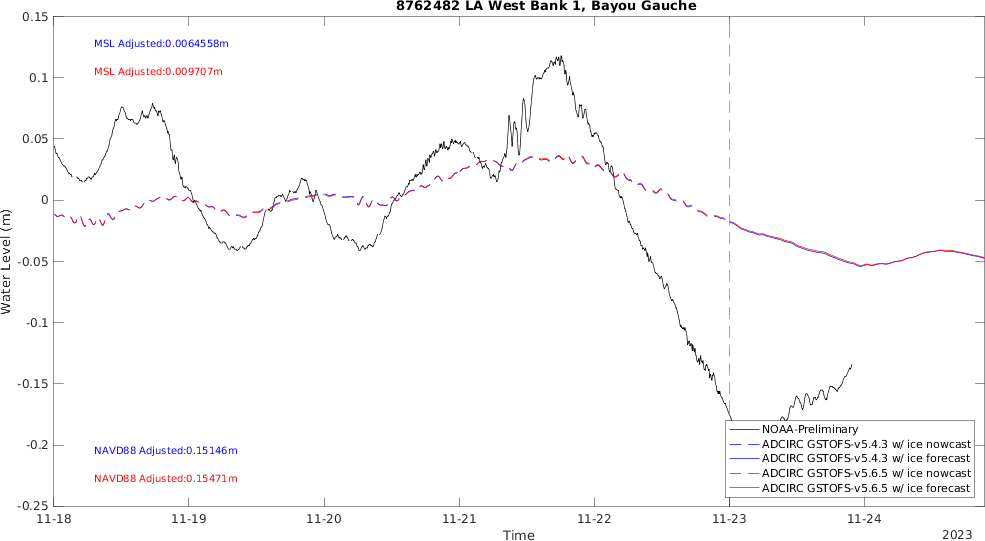 8762482 LA West Bank 1, Bayou Gauche
MSL Adjusted:0.0064558m
MSL Adjusted:0.009707m
NAVD88 Adjusted:0.15146m
NAVD88 Adjusted:0.15471m
Water Level (m)
0.15
0.1
0.05
0
-0.05
-0.1
-0.15
-0.2
-0.25
NOAA-Preliminary
ADCIRC GSTOFS-v5.4.3 w/ ice nowcast
ADCIRC GSTOFS-v5.4.3 w/ ice forecast
ADCIRC GSTOFS-v5.6.5 w/ ice nowcast
ADCIRC GSTOFS-v5.6.5 w/ ice forecast
11-18 11-19 11-20 11-21 11-22 11-23 11-24
Time
2023